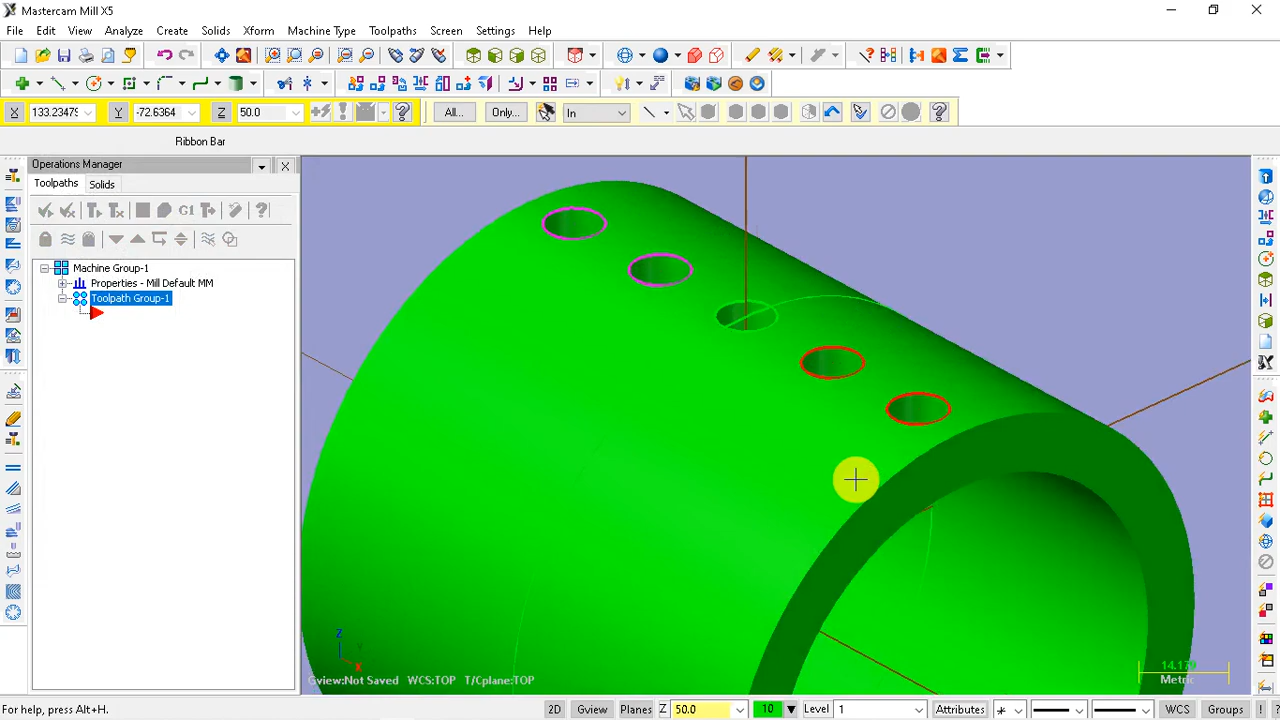 Mastercam Mill X5
File Edit View Analyze Create Solids Xform Machine Type Toolpaths Screen Settings Help
X 133.23479 Y -72.6364 Z 50.0 All... Only... In
Ribbon Bar
Operations Manager
Toolpaths Solids
G1
Machine Group-1
Properties - Mill Default MM
Toolpath Group-1
Z
X
Gview:Not Saved WCS:TOP T/Cplane:TOP
14.179
Metric
For help, press Alt+H.
2D Gview Planes Z 50.0 10 Level 1 Attributes WCS Groups ! ?